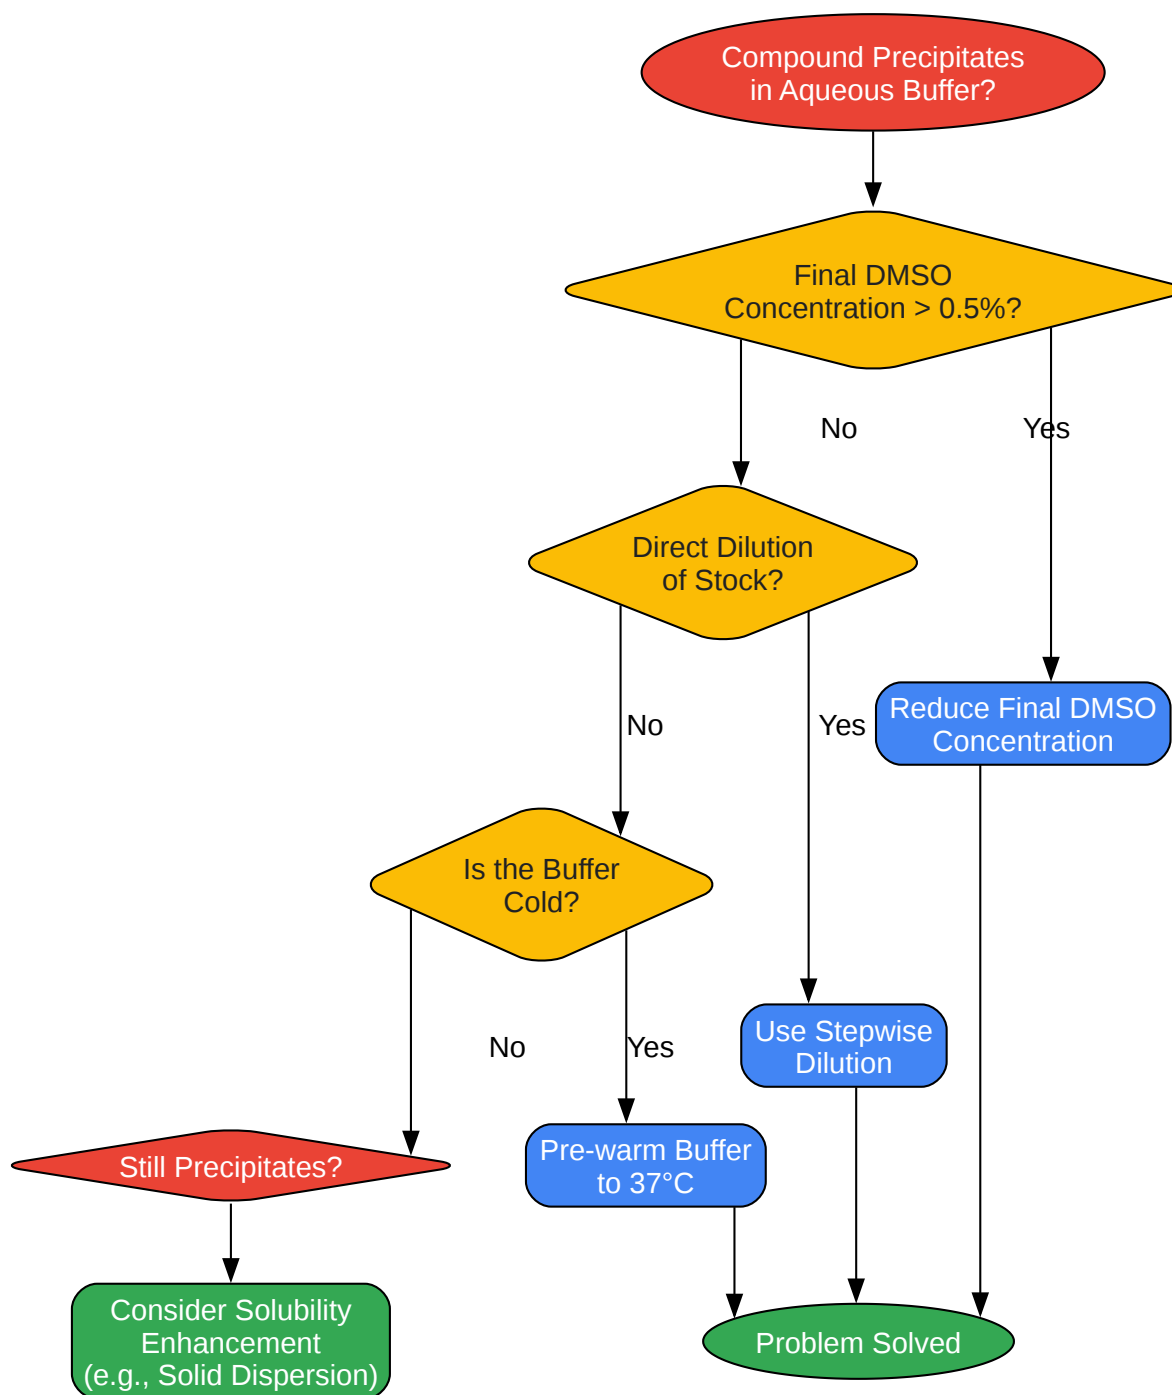 Compound Precipitates
in Aqueous Buffer?
Final DMSO
Concentration > 0.5%?
No
Yes
Direct Dilution
of Stock?
Reduce Final DMSO
Concentration
No
Yes
Is the Buffer
Cold?
Use Stepwise
Dilution
No
Yes
Still Precipitates?
Pre-warm Buffer
to 37°C
Consider Solubility
Enhancement
(e.g., Solid Dispersion)
Problem Solved